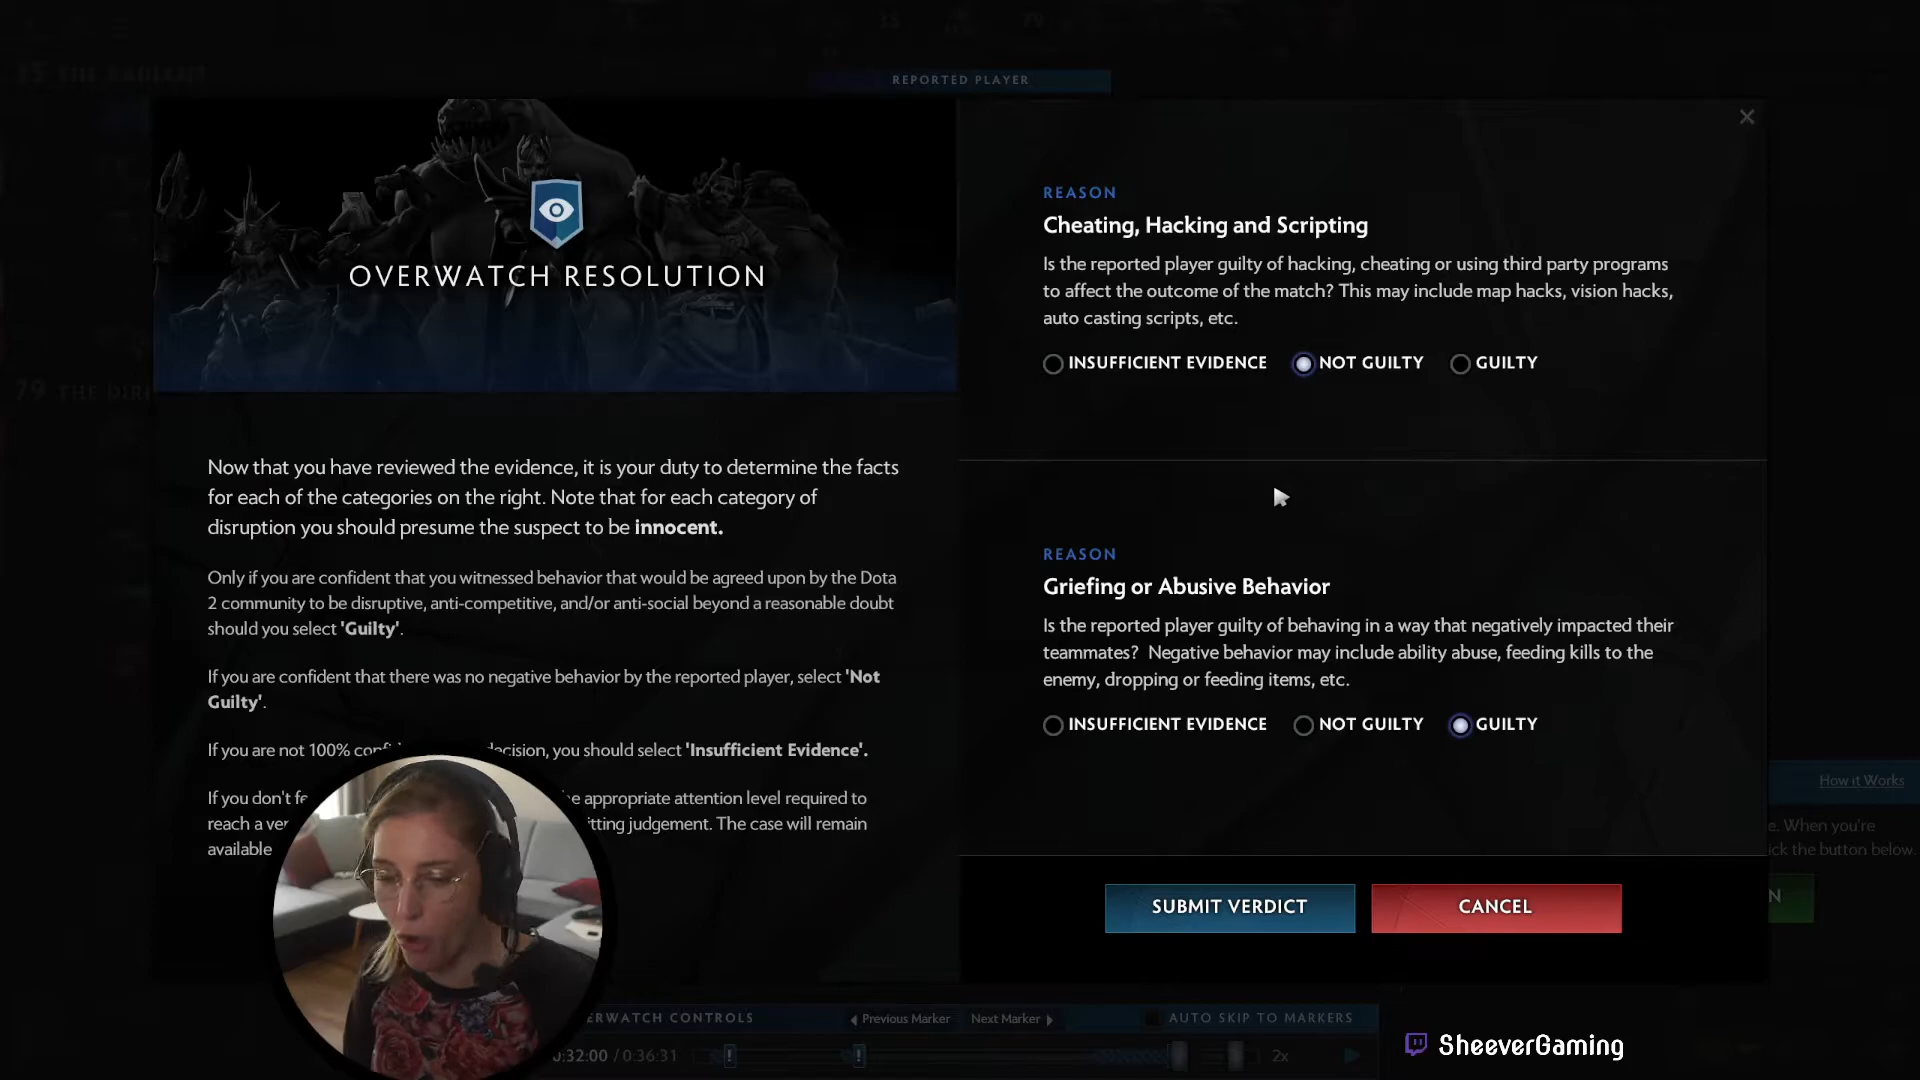 REPORTED PLAYER
OVERWATCH RESOLUTION
Now that you have reviewed the evidence, it is your duty to determine the facts
for each of the categories on the right. Note that for each category of
disruption you should presume the suspect to be innocent.
Only if you are confident that you witnessed behavior that would be agreed upon by the Dota
2 community to be disruptive, anti-competitive, and/or anti-social beyond a reasonable doubt
should you select 'Guilty'.
If you are confident that there was no negative behavior by the reported player, select 'Not
Guilty'.
If you are not 100% decision, you should select 'Insufficient Evidence'.
If you don't appropriate attention level required to
reach a judgement. The case will remain
available
REASON
Cheating, Hacking and Scripting
Is the reported player guilty of hacking, cheating or using third party programs
to affect the outcome of the match? This may include map hacks, vision hacks,
auto casting scripts, etc.
INSUFFICIENT EVIDENCE NOT GUILTY GUILTY
REASON
Griefing or Abusive Behavior
Is the reported player guilty of behaving in a way that negatively impacted their
teammates? Negative behavior may include ability abuse, feeding kills to the
enemy, dropping or feeding items, etc.
INSUFFICIENT EVIDENCE NOT GUILTY GUILTY
SUBMIT VERDICT CANCEL
How it Works
When you're
the button below.
79 THE DIRE
CONTROLS Previous Marker Next Marker AUTO SKIP TO MARKERS
0:32:00 / 0:36:31 2x
SheeverGaming